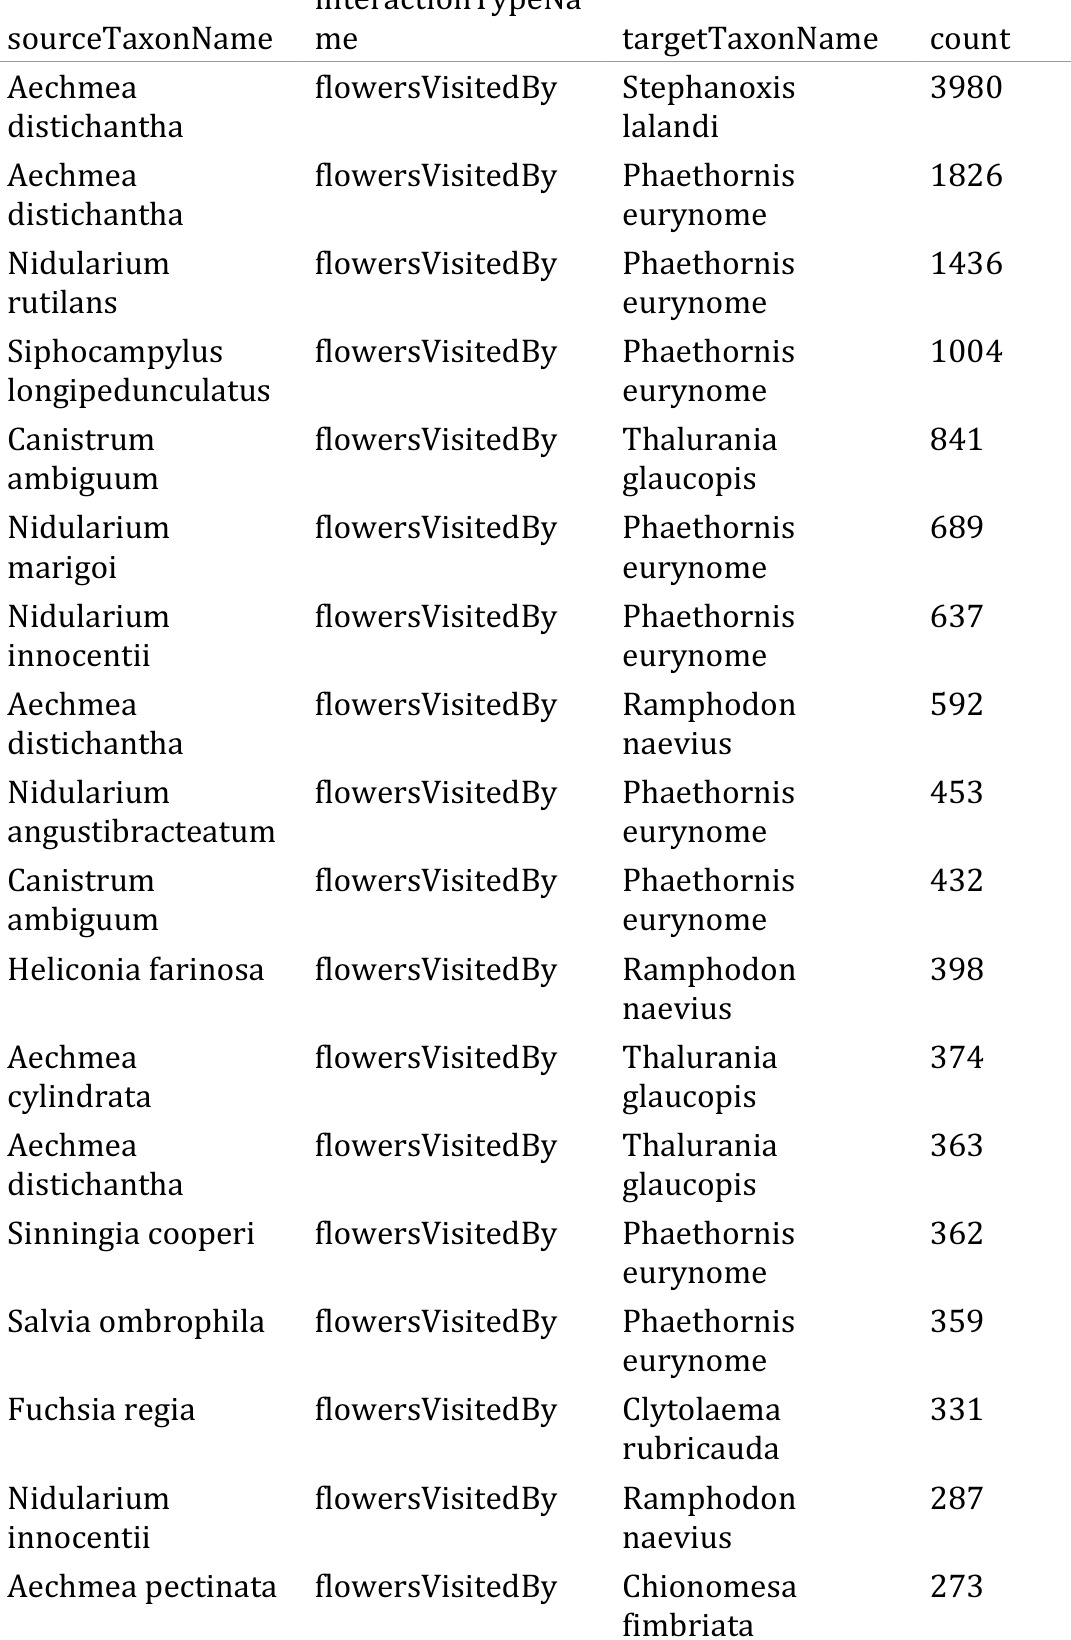 interactionTypeNa
sourceTaxonName me targetTaxonName count
Aechmea flowersVisitedBy Stephanoxis 3980
distichantha lalandi
Aechmea flowersVisitedBy Phaethornis 1826
distichantha eurynome
Nidularium flowersVisitedBy Phaethornis 1436
rutilans eurynome
Siphocampylus flowersVisitedBy Phaethornis 1004
longipedunculatus eurynome
Canistrum flowersVisitedBy Thalurania 841
ambiguum glaucopis
Nidularium flowersVisitedBy Phaethornis 689
marigoi eurynome
Nidularium flowersVisitedBy Phaethornis 637
innocentii eurynome
Aechmea flowersVisitedBy Ramphodon 592
distichantha naevius
Nidularium flowersVisitedBy Phaethornis 453
angustibracteatum eurynome
Canistrum flowersVisitedBy Phaethornis 432
ambiguum eurynome
Heliconia farinosa flowersVisitedBy Ramphodon 398
naevius
Aechmea flowersVisitedBy Thalurania 374
cylindrata glaucopis
Aechmea flowersVisitedBy Thalurania 363
distichantha glaucopis
Sinningia cooperi flowersVisitedBy Phaethornis 362
eurynome
Salvia ombrophila flowersVisitedBy Phaethornis 359
eurynome
Fuchsia regia flowersVisitedBy Clytolaema 331
rubricauda
Nidularium flowersVisitedBy Ramphodon 287
innocentii naevius
Aechmea pectinata flowersVisitedBy Chionomesa 273
fimbriata